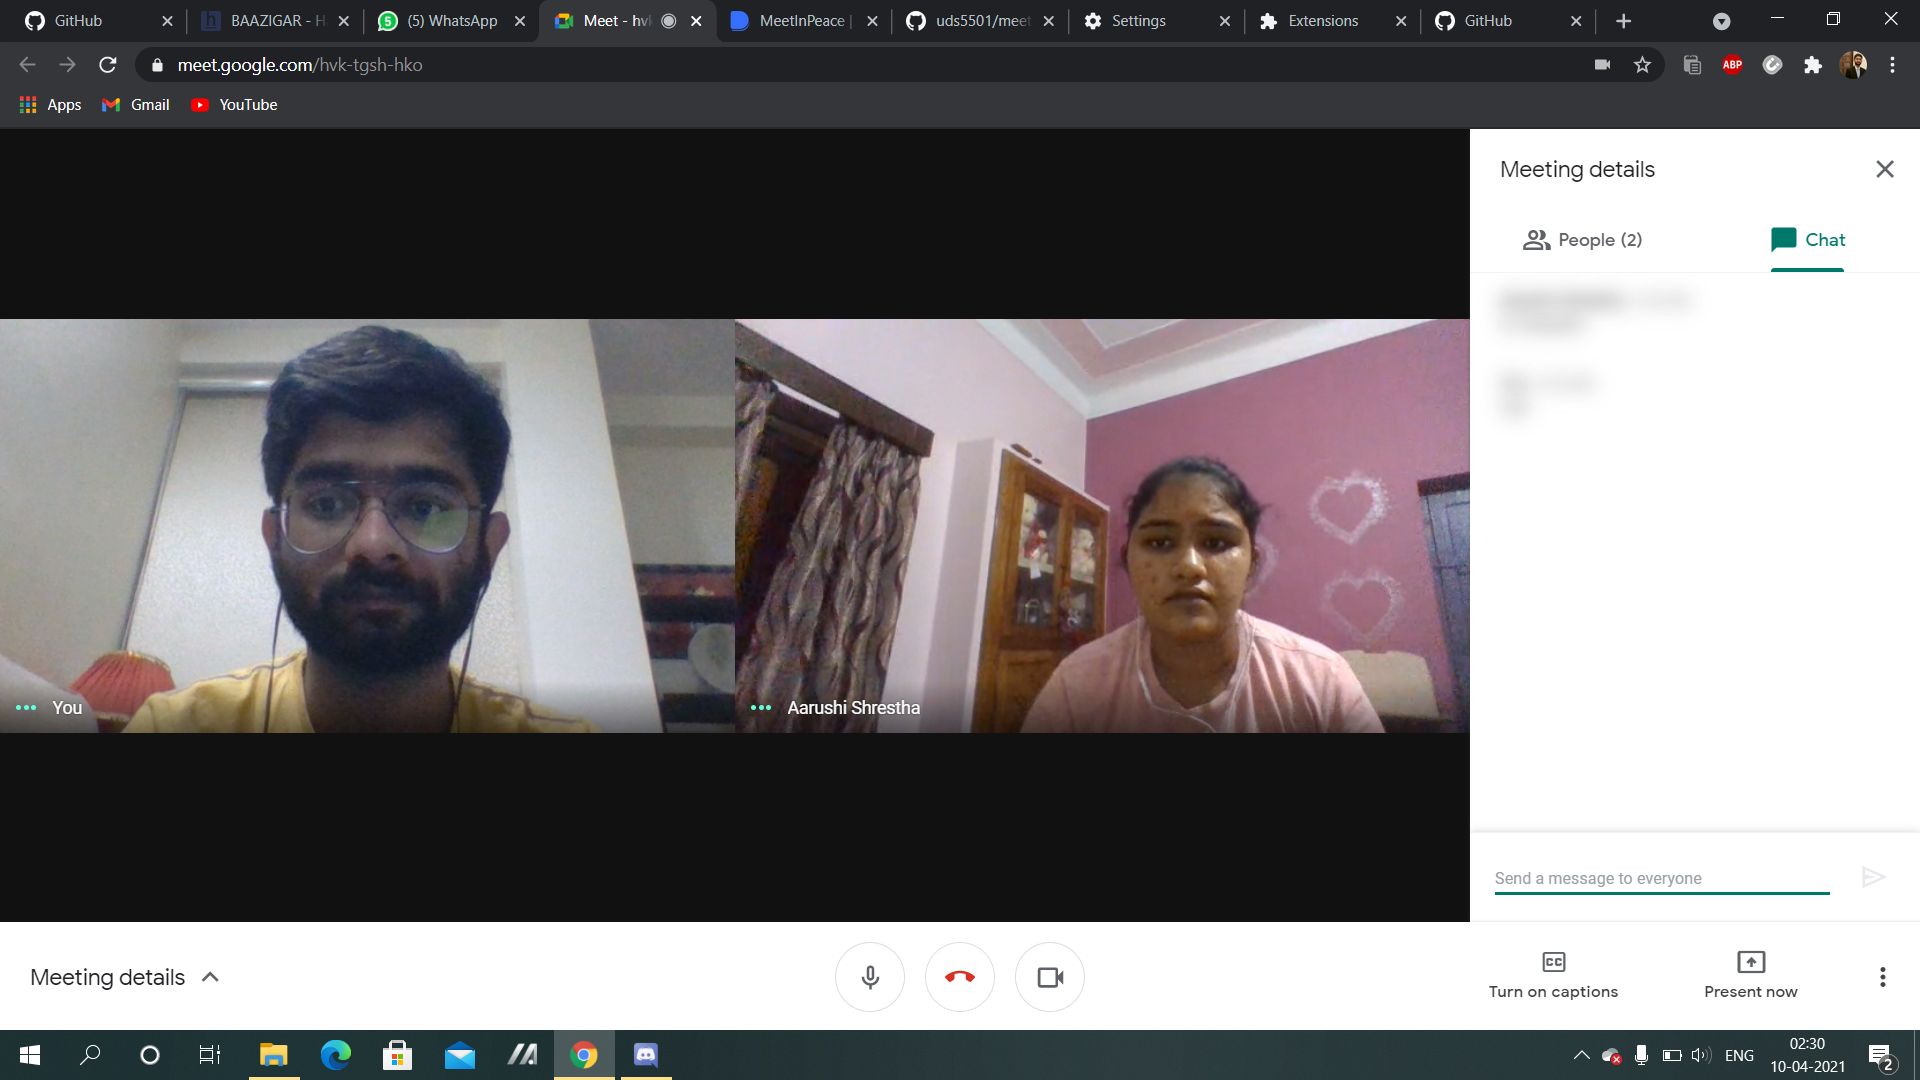 GitHub
BAAZIGAR - H
(5) WhatsApp
Meet - hvk
MeetInPeace |
uds5501/meet
Settings
Extensions
GitHub
meet.google.com/hvk-tgsh-hko
ABP
Apps
Gmail
YouTube
Meeting details
People (2)
Chat
You
Aarushi Shrestha
Send a message to everyone
Meeting details
CC
Turn on captions
Present now
ENG
02:30
10-04-2021
2